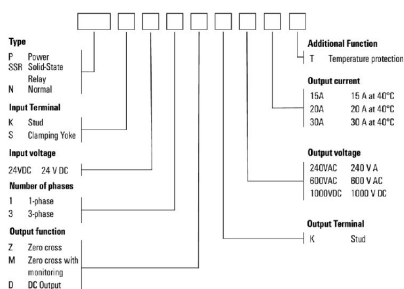 Type
P Power
SSR Solid-State
Relay
N Normal
Input Terminal
K Stud
S Clamping Yoke
Input voltage
24VDC 24 V DC
Number of phases
1 1-phase
3 3-phase
Output function
Z Zero cross
M Zero cross with
monitoring
D DC Output
Additional Function
T Temperature protection
Output current
15A 15 A at 40°C
20A 20 A at 40°C
30A 30 A at 40°C
Output voltage
240VAC 240 V A
600VAC 600 V AC
1000VDC 1000 V DC
Output Terminal
K Stud